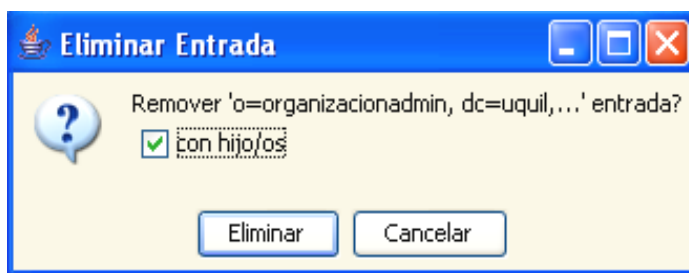 Eliminar Entrada
Remover 'o=organizacionadmin, dc=uquil,...' entrada?
con hijo/os
Eliminar Cancelar